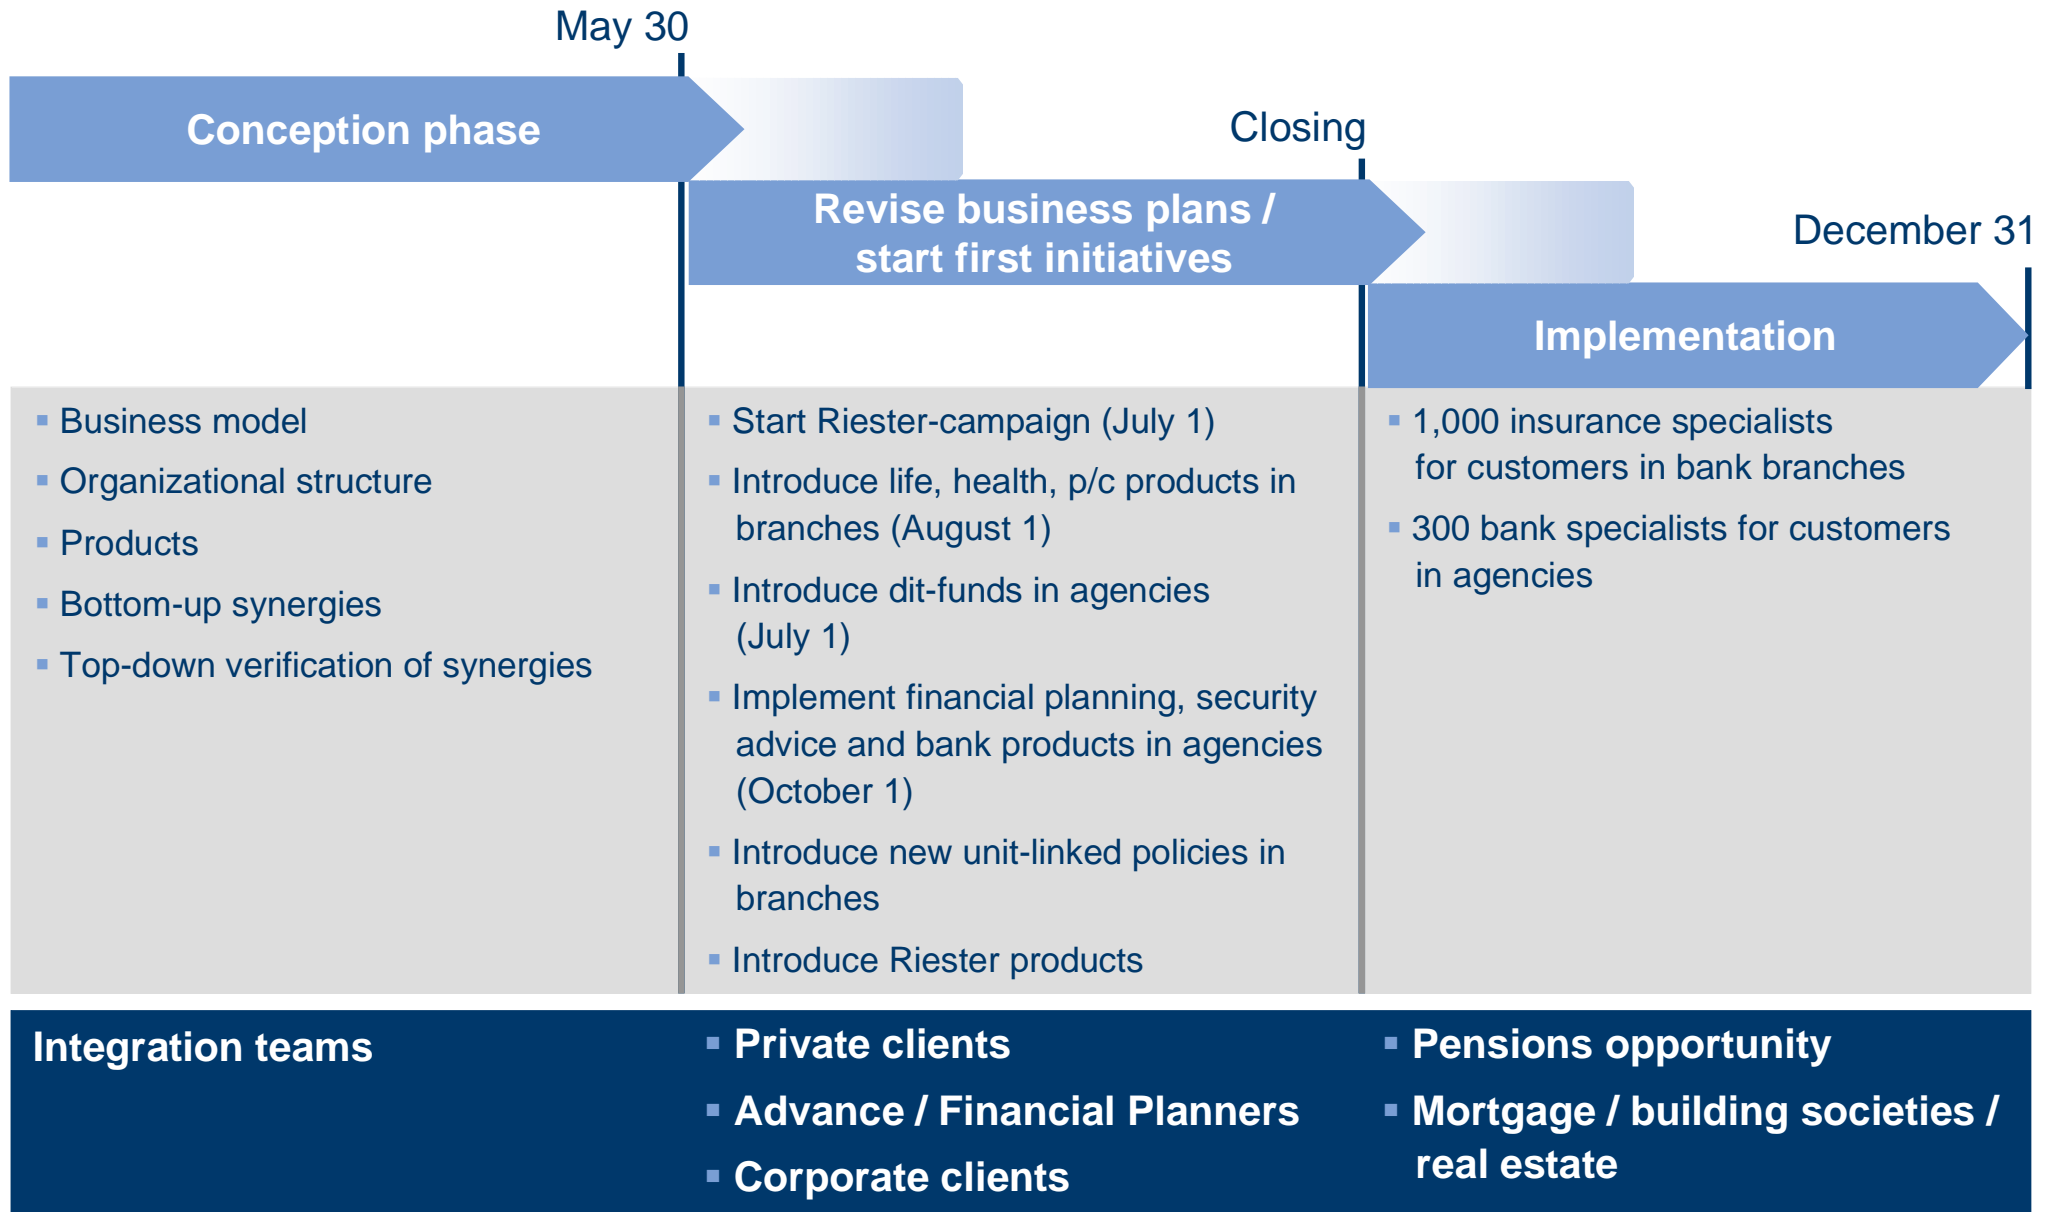 May 30
Conception phase
Closing
Revise business plans /
start first initiatives
December 31
Implementation
▪ Business model
▪ Organizational structure
▪ Products
▪ Bottom-up synergies
▪ Top-down verification of synergies
▪ Start Riester-campaign (July 1)
▪ Introduce life, health, p/c products in
branches (August 1)
▪ Introduce dit-funds in agencies
(July 1)
▪ Implement financial planning, security
advice and bank products in agencies
(October 1)
▪ Introduce new unit-linked policies in
branches
▪ Introduce Riester products
▪ 1,000 insurance specialists
for customers in bank branches
▪ 300 bank specialists for customers
in agencies
Integration teams
▪ Private clients
▪ Advance / Financial Planners
▪ Corporate clients
▪ Pensions opportunity
▪ Mortgage / building societies /
real estate